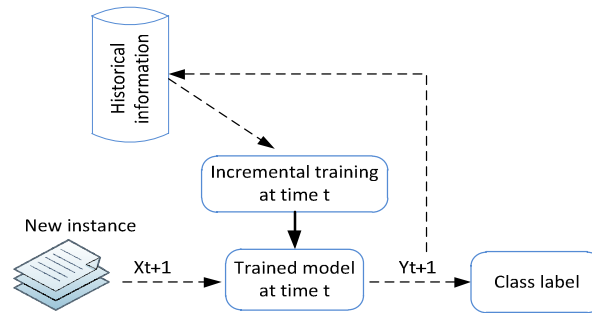 Historical
information
Incremental training
at time t
New instance
Xt+1
Trained model
at time t
Yt+1
Class label